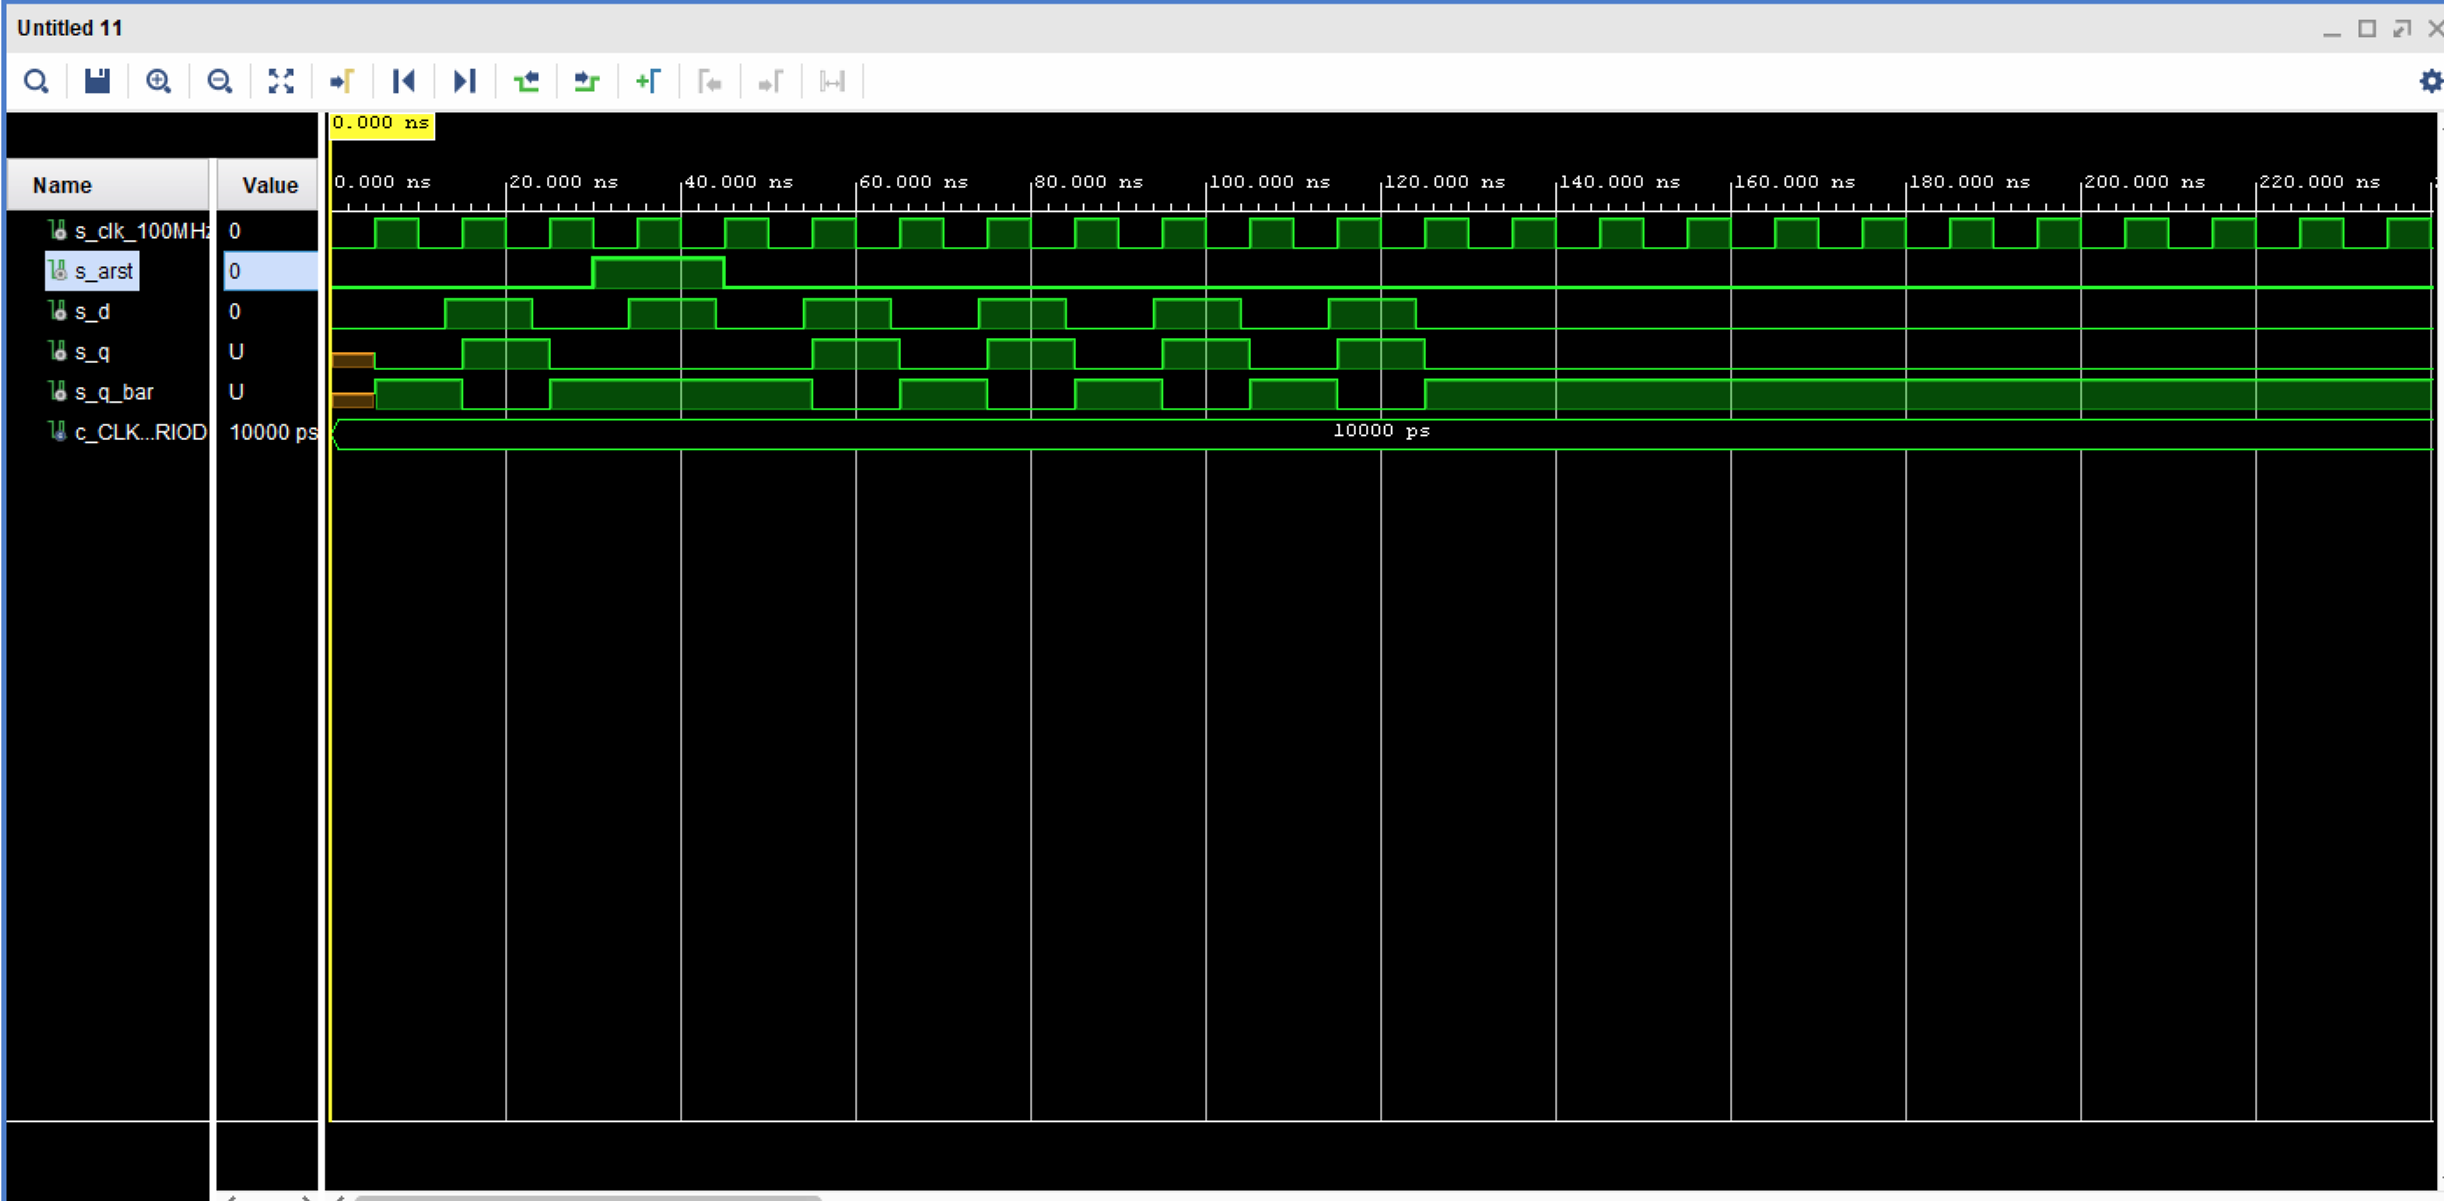 Untitled 11
0.000 ns
Name Value
0.000 ns 20.000 ns 40.000 ns 60.000 ns 80.000 ns 100.000 ns 120.000 ns 140.000 ns 160.000 ns 180.000 ns 200.000 ns 220.000 ns
s_clk_100MHz 0
s_arst 0
s_d 0
s_q U
s_q_bar U
c_CLK...RIOD 10000 ps 10000 ps